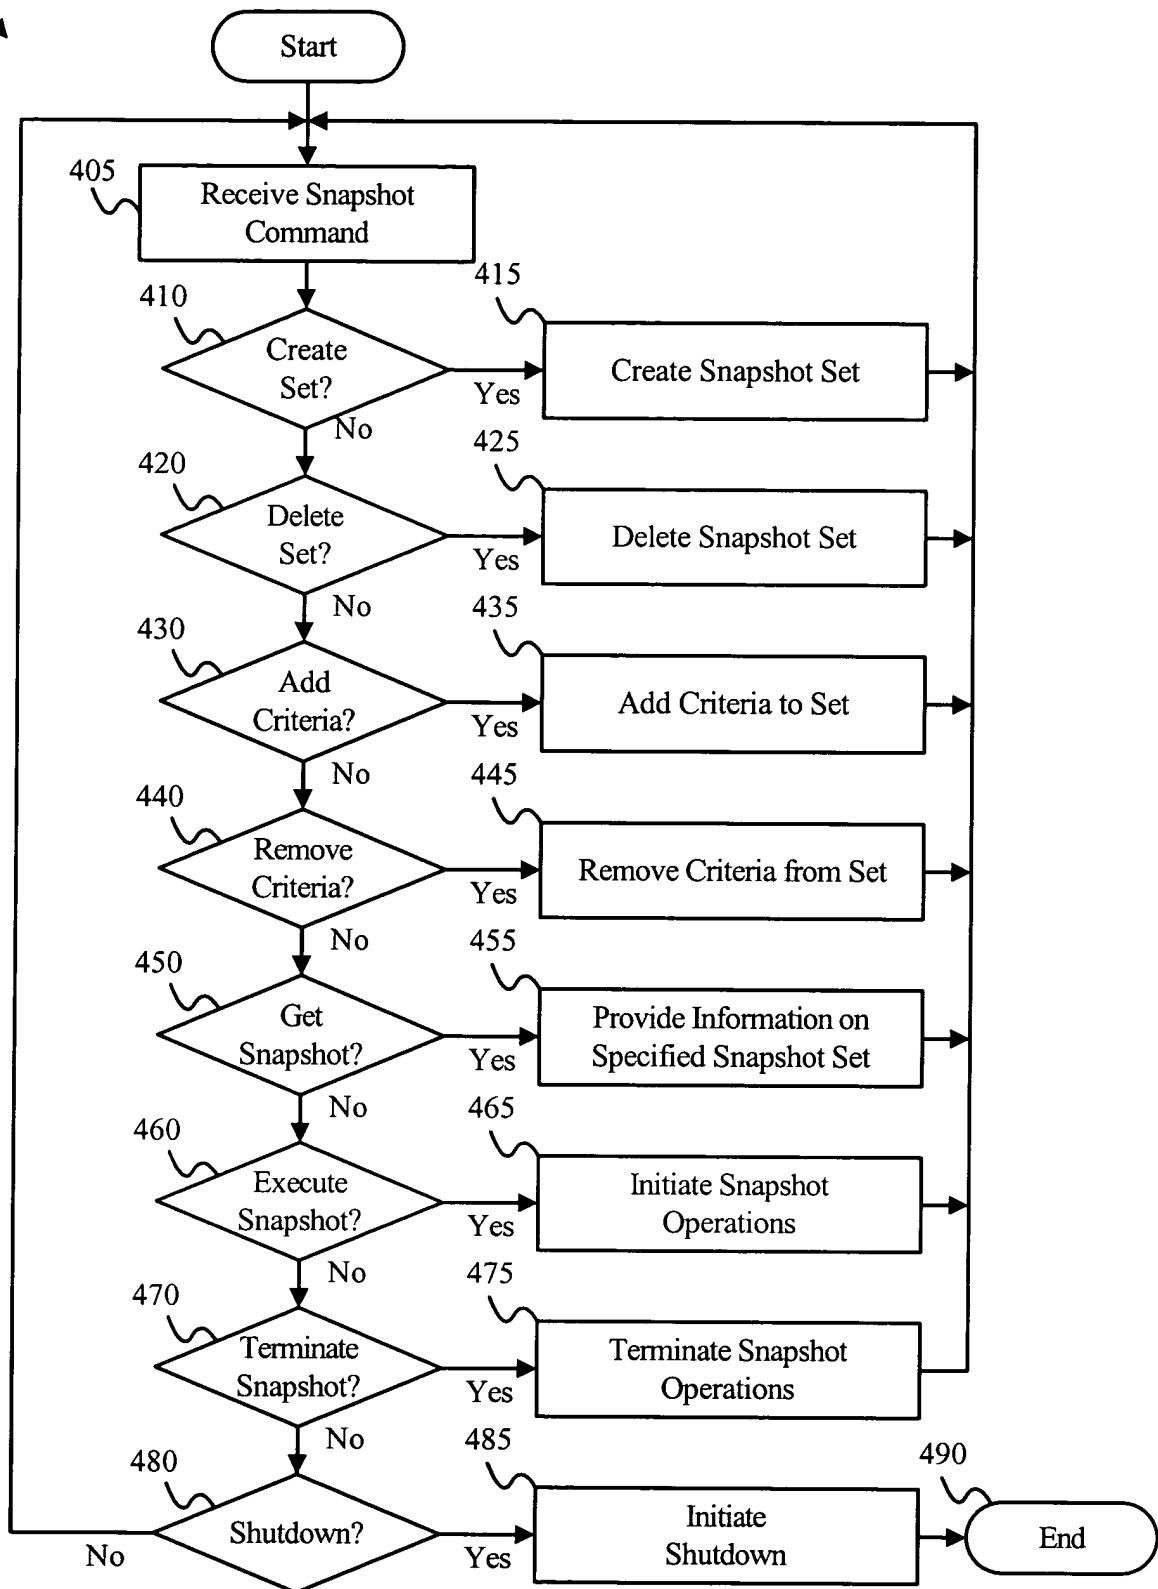 Start
405
Receive Snapshot
Command
410
Create
Set?
Yes
No
415
Create Snapshot Set
420
Delete
Set?
Yes
No
425
Delete Snapshot Set
430
Add
Criteria?
Yes
No
435
Add Criteria to Set
440
Remove
Criteria?
Yes
No
445
Remove Criteria from Set
450
Get
Snapshot?
Yes
No
455
Provide Information on
Specified Snapshot Set
460
Execute
Snapshot?
Yes
No
465
Initiate Snapshot
Operations
470
Terminate
Snapshot?
Yes
No
475
Terminate Snapshot
Operations
480
Shutdown?
No
Yes
485
Initiate
Shutdown
490
End